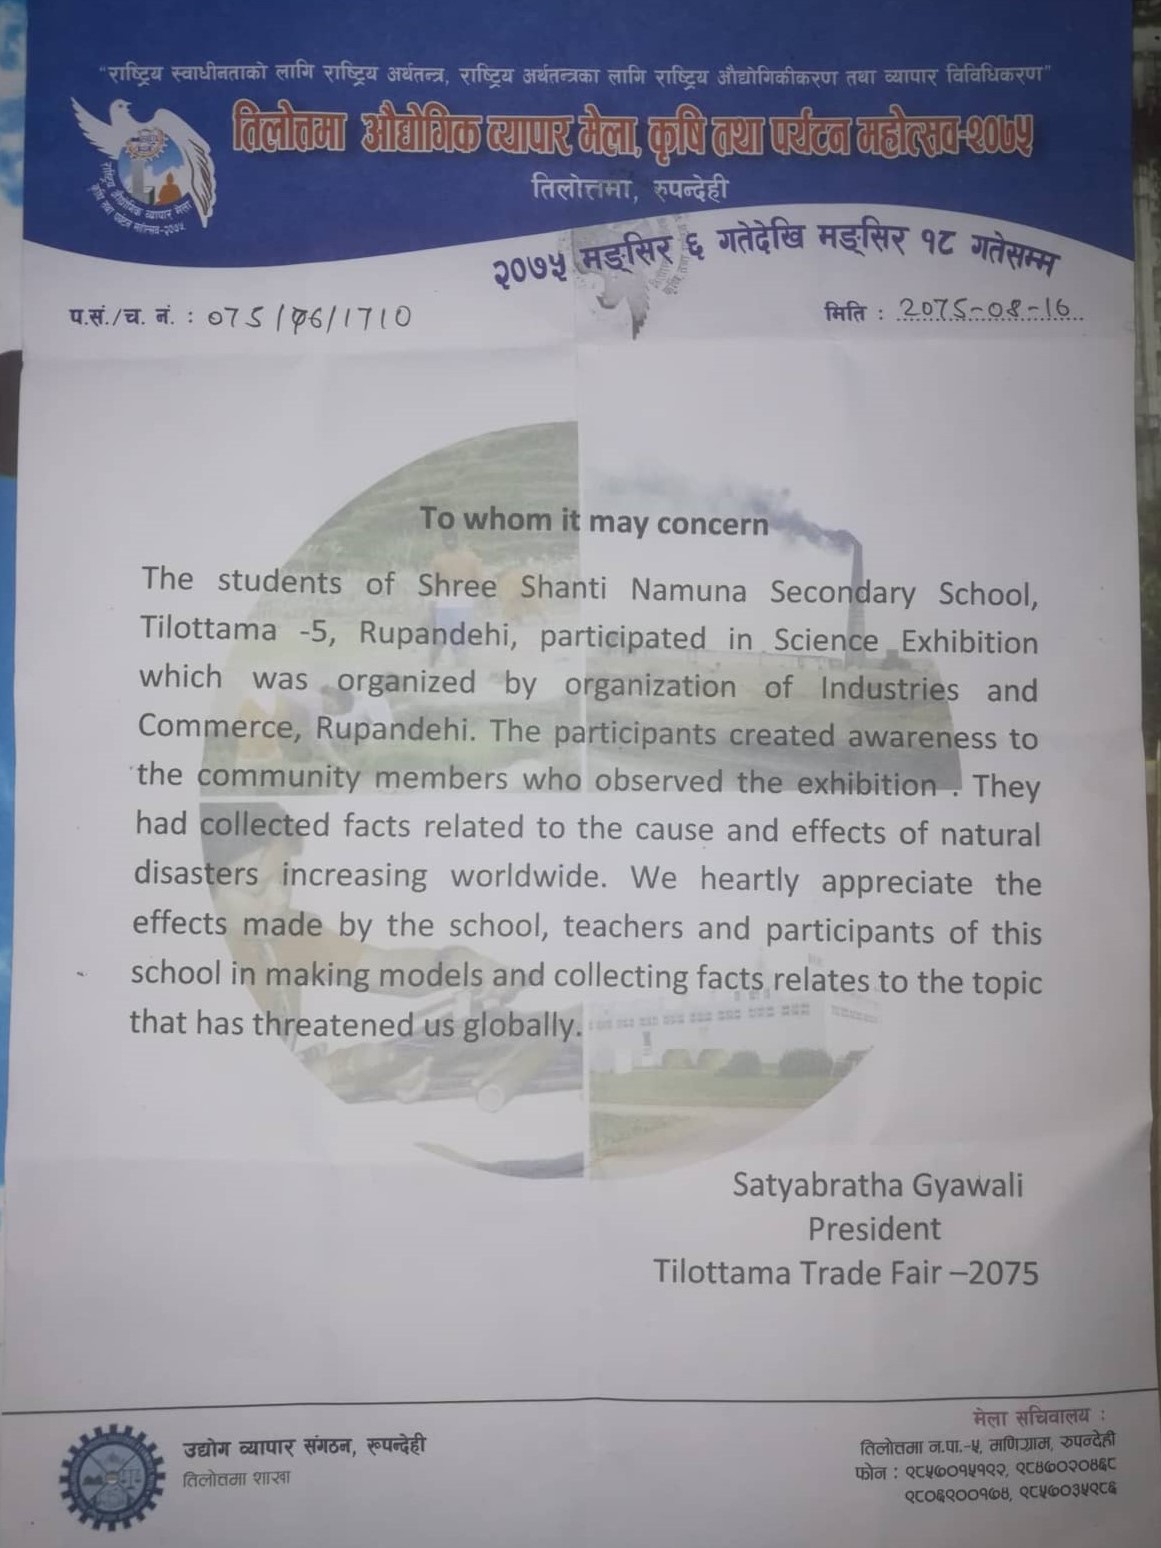 "राष्ट्रिय स्वाधीनताको लागि राष्ट्रिय अर्थतन्त्र, राष्ट्रिय अर्थतन्त्रका लागि राष्ट्रिय औद्योगिकीकरण तथा व्यापार विविधिकरण"
तिलोत्तमा औद्योगिक व्यापार मेला, कृषि तथा पर्यटन महोत्सव-२०७५
तिलोत्तमा, रुपन्देही
२०७५ मङ्सिर ६ गतेदेखि मङ्सिर १८ गतेसम्म
प.सं./च. नं. : 075/76/1710
मिति : 2075-08-16
To whom it may concern
The students of Shree Shanti Namuna Secondary School,
Tilottama -5, Rupandehi, participated in Science Exhibition
which was organized by organization of Industries and
Commerce, Rupandehi. The participants created awareness to
the community members who observed the exhibition . They
had collected facts related to the cause and effects of natural
disasters increasing worldwide. We heartly appreciate the
effects made by the school, teachers and participants of this
school in making models and collecting facts relates to the topic
that has threatened us globally.
Satyabratha Gyawali
President
Tilottama Trade Fair –2075
उद्योग व्यापार संगठन, रूपन्देही
तिलोत्तमा शाखा
मेला सचिवालय :
तिलोत्तमा न.पा.-५, मणिग्राम, रुपन्देही
फोन : ९८५७०१५१२२, ९८४७०२०४६८
९८०६९००१७४, ९८५७०३५९८६